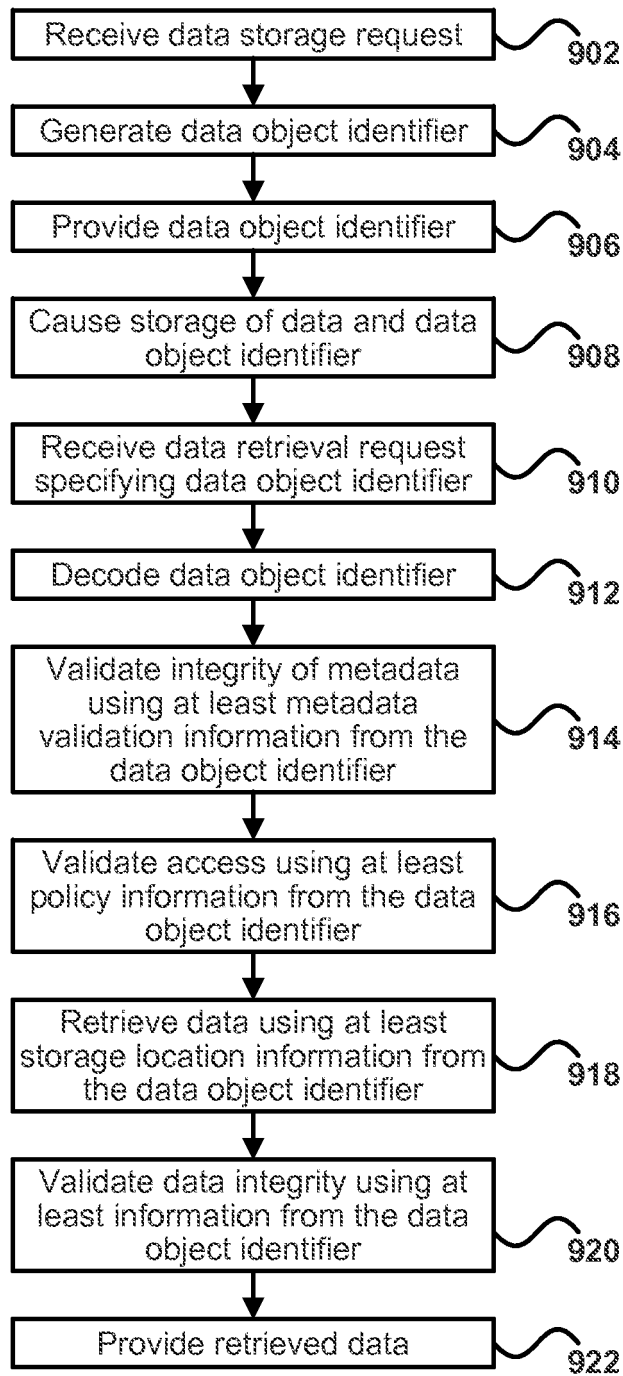 Receive data storage request
902
Generate data object identifier
904
Provide data object identifier
906
Cause storage of data and data
object identifier
908
Receive data retrieval request
specifying data object identifier
910
Decode data object identifier
912
Validate integrity of metadata
using at least metadata
validation information from the
data object identifier
914
Validate access using at least
policy information from the data
object identifier
916
Retrieve data using at least
storage location information from
the data object identifier
918
Validate data integrity using at
least information from the data
object identifier
920
Provide retrieved data
922